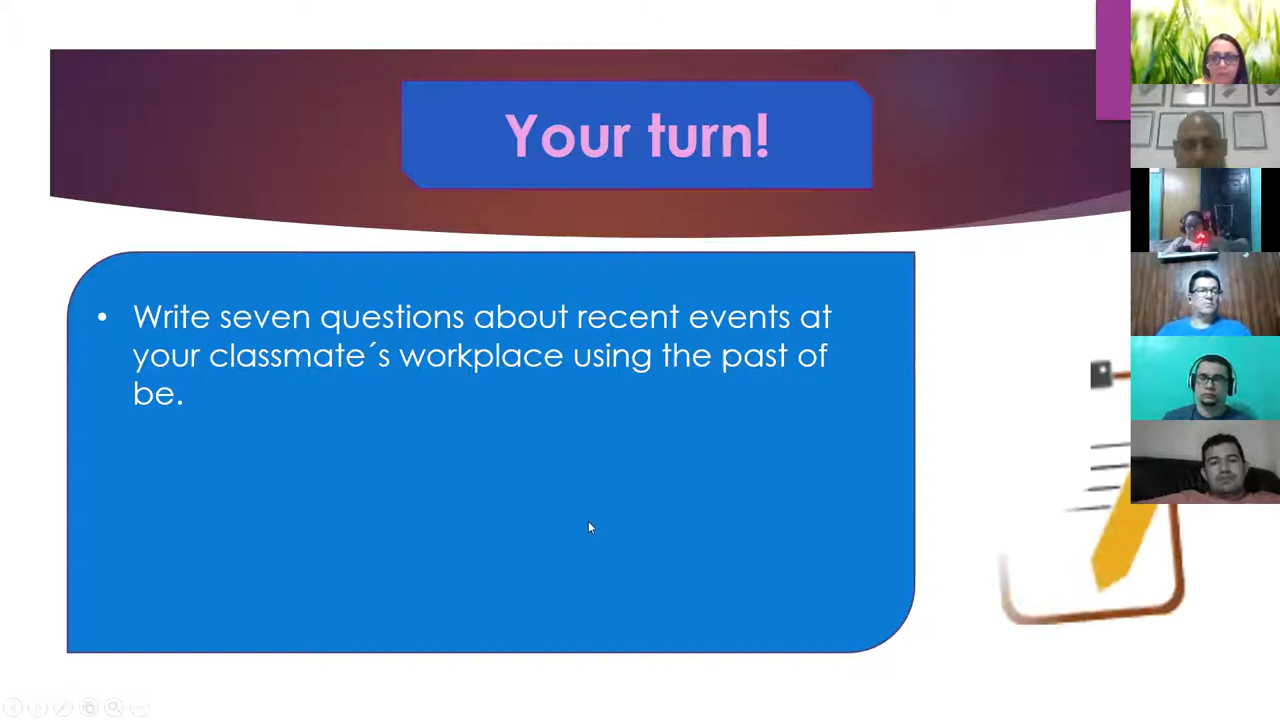 Your turn!
• Write seven questions about recent events at
your classmate´s workplace using the past of
be.